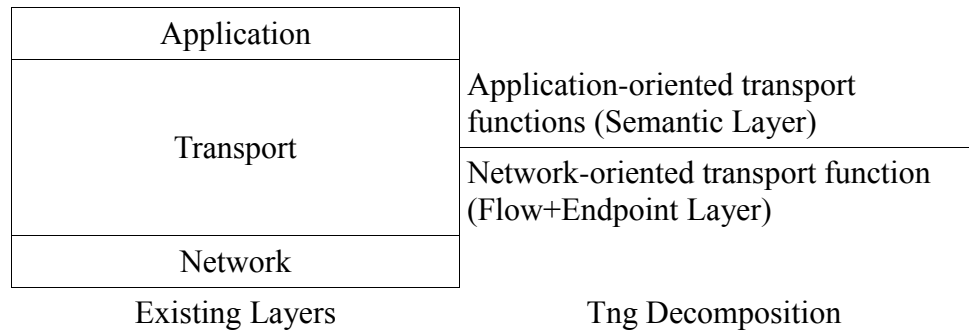 Application
Application-oriented transport
functions (Semantic Layer)
Transport
Network-oriented transport function
(Flow+Endpoint Layer)
Network
Existing Layers
Tng Decomposition